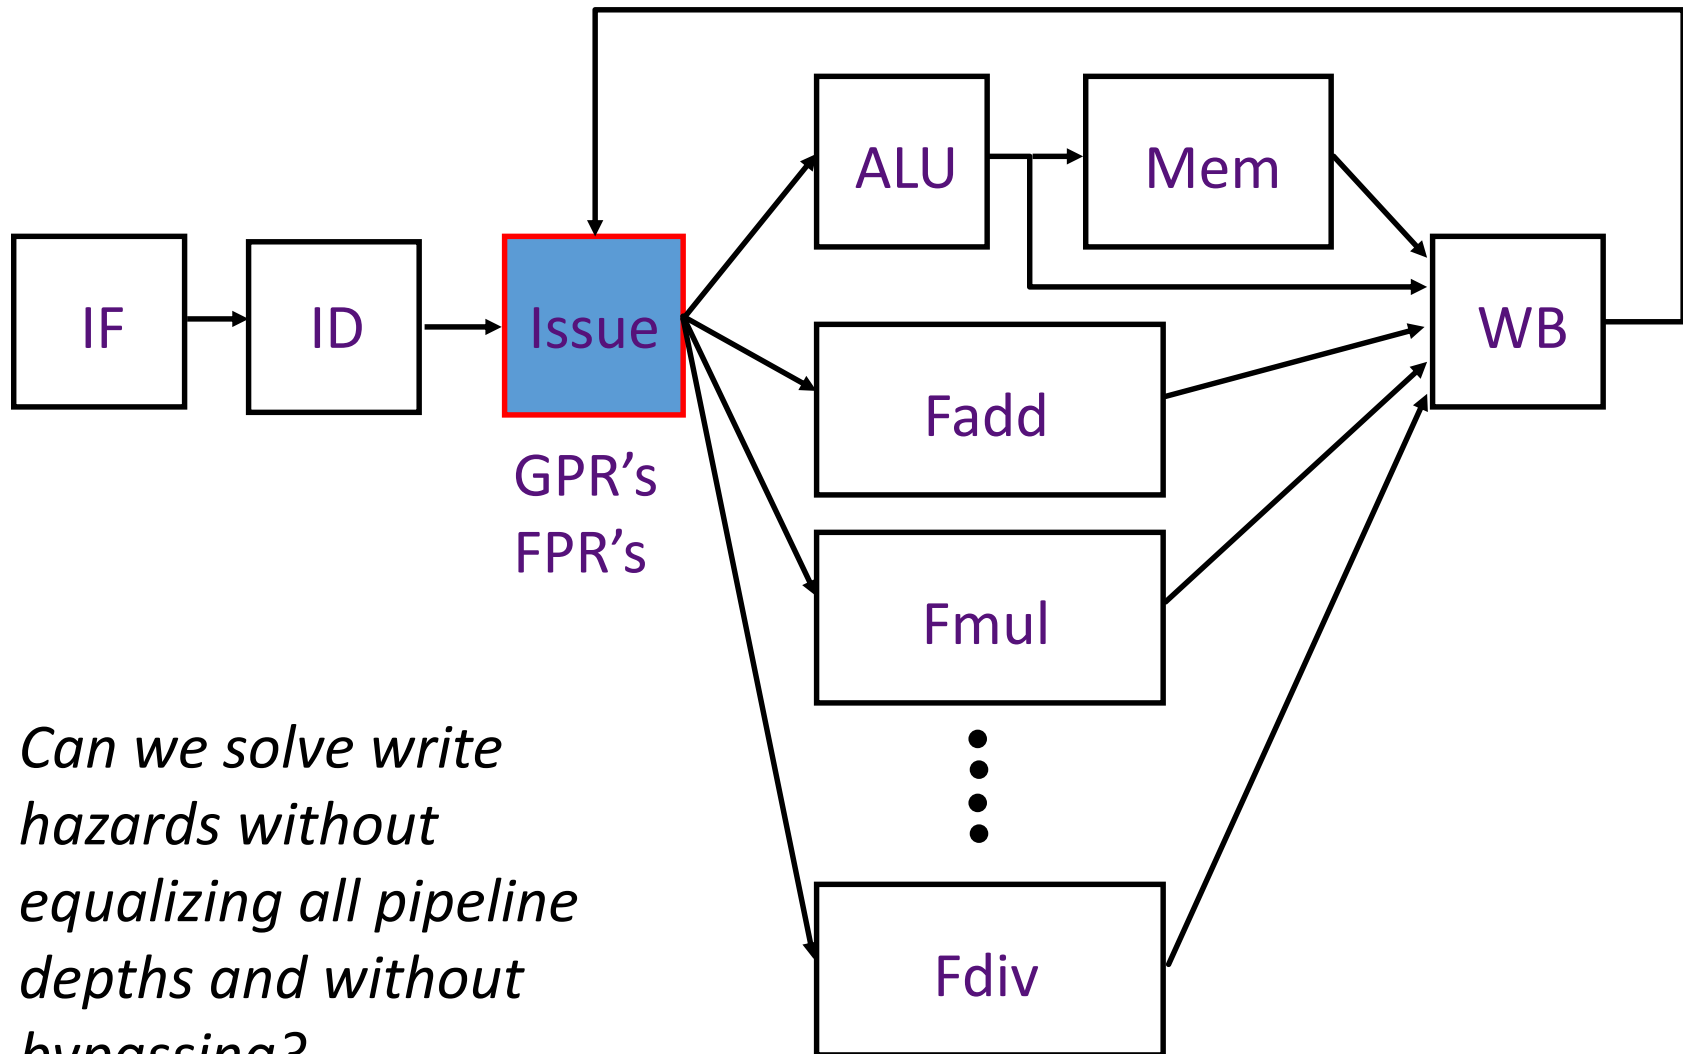 IF
ID
Issue
GPR’s
FPR’s
ALU
Mem
Fadd
Fmul
Fdiv
WB
Can we solve write
hazards without
equalizing all pipeline
depths and without
bypassing?